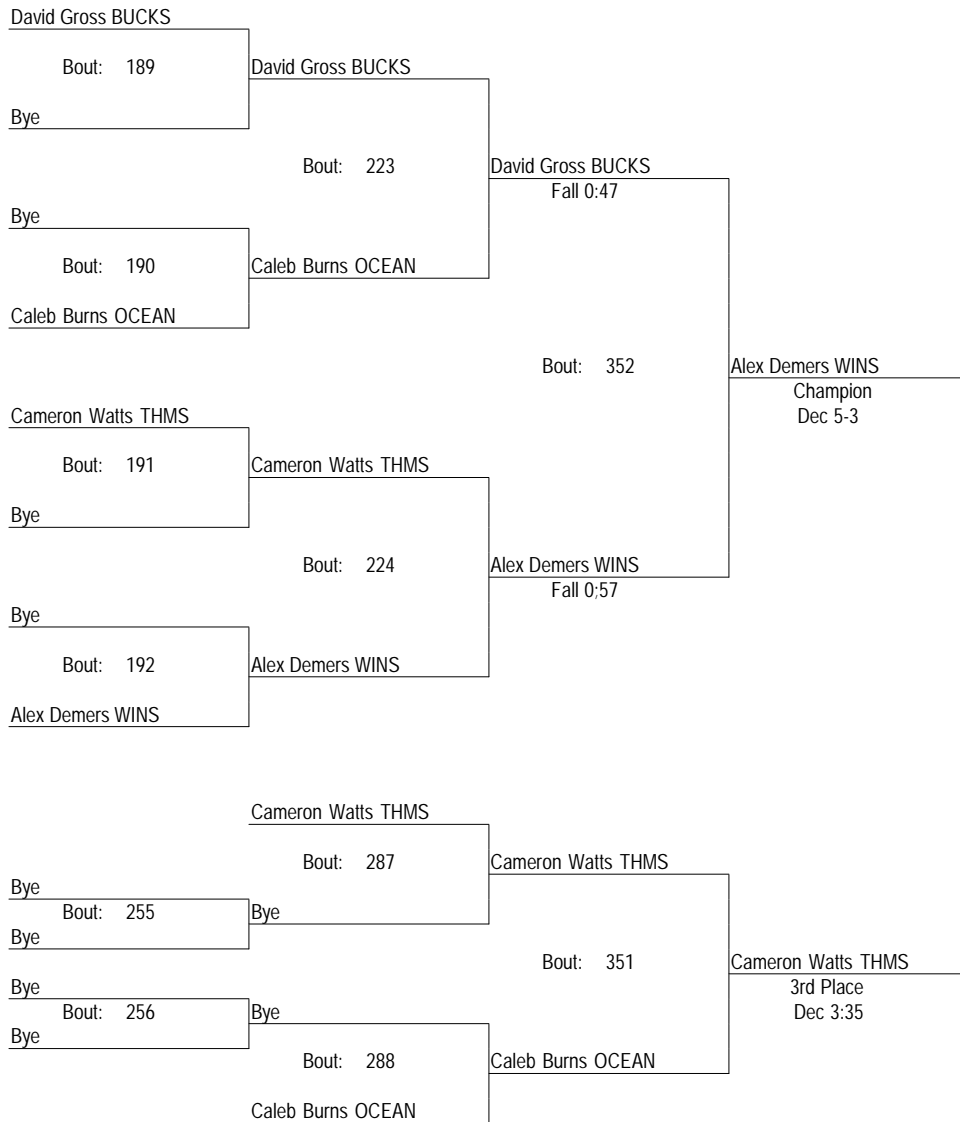 David Gross BUCKS
Bout: 189 David Gross BUCKS
Bye
Bout: 223 David Gross BUCKS
Fall 0:47
Bye
Bout: 190 Caleb Burns OCEAN
Caleb Burns OCEAN
Bout: 352 Alex Demers WINS
Champion
Cameron Watts THMS Dec 5-3
Bout: 191 Cameron Watts THMS
Bye
Bout: 224 Alex Demers WINS
Fall 0;57
Bye
Bout: 192 Alex Demers WINS
Alex Demers WINS
Cameron Watts THMS
Bout: 287 Cameron Watts THMS
Bye
Bout: 255 Bye
Bye
Bout: 351 Cameron Watts THMS
Bye 3rd Place
Bout: 256 Bye Dec 3:35
Bye
Bout: 288 Caleb Burns OCEAN
Caleb Burns OCEAN